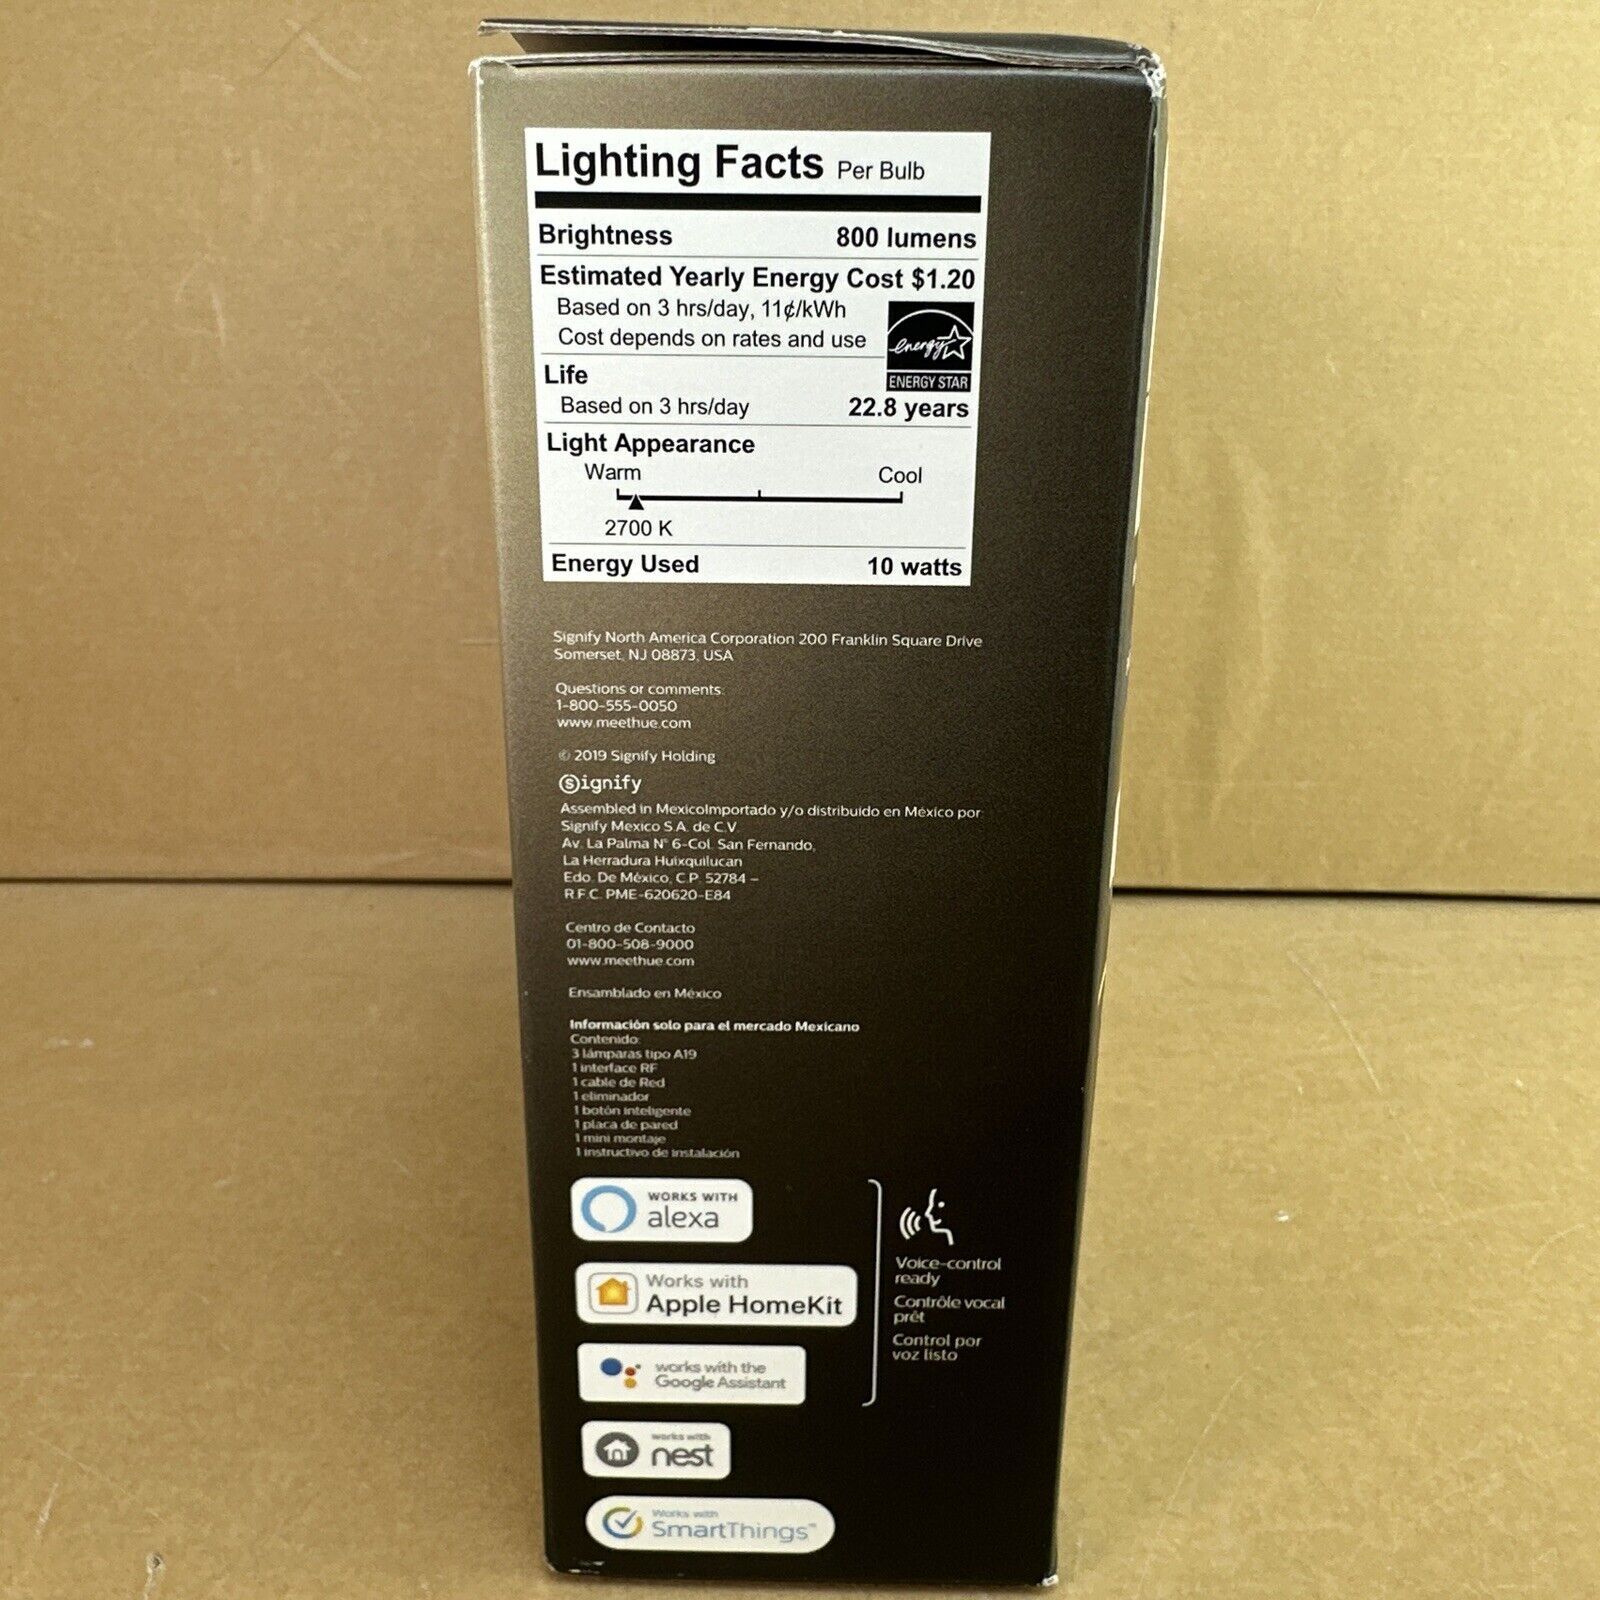 Lighting Facts Per Bulb
Brightness 800 lumens
Estimated Yearly Energy Cost $1.20
Based on 3 hrs/day, 11¢/kWh
Cost depends on rates and use
energy
ENERGY STAR
Life
Based on 3 hrs/day 22.8 years
Light Appearance
Warm Cool
2700 K
Energy Used 10 watts
Signify North America Corporation 200 Franklin Square Drive
Somerset, NJ 08873, USA
Questions or comments:
1-800-555-0050
www.meethue.com
© 2019 Signify Holding
Signify
Assembled in MexicoImportado y/o distribuido en México por:
Signify Mexico S.A. de C.V.
Av. La Palma N° 6-Col. San Fernando,
La Herradura Huixquilucan
Edo. De México, C.P. 52784 –
R.F.C. PME-620620-E84
Centro de Contacto
01-800-508-9000
www.meethue.com
Ensamblado en México
Información solo para el mercado Mexicano
Contenido:
3 lámparas tipo A19
1 interface RF
1 cable de Red
1 eliminador
1 botón inteligente
1 placa de pared
1 mini montaje
1 instructivo de instalación
WORKS WITH
alexa
Works with
Apple HomeKit
works with the
Google Assistant
works with
nest
Works with
SmartThings™
Voice-control
ready
Contrôle vocal
prêt
Control por
voz listo